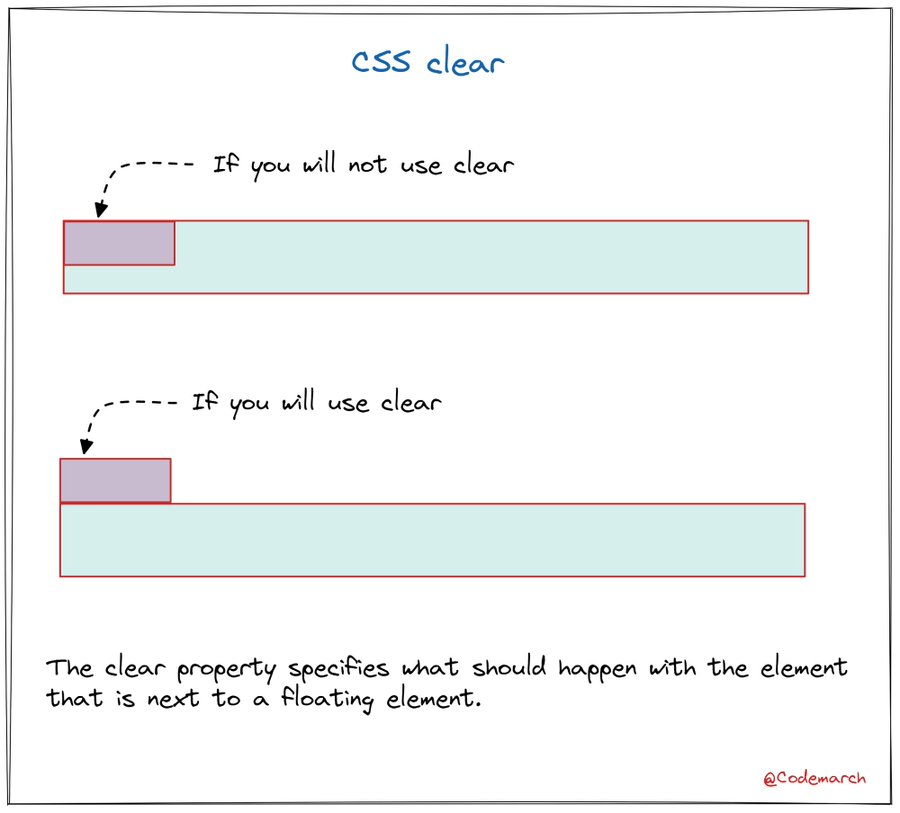 CSS clear
If you will not use clear
If you will use clear
The clear property specifies what should happen with the element
that is next to a floating element.
@Codemarch